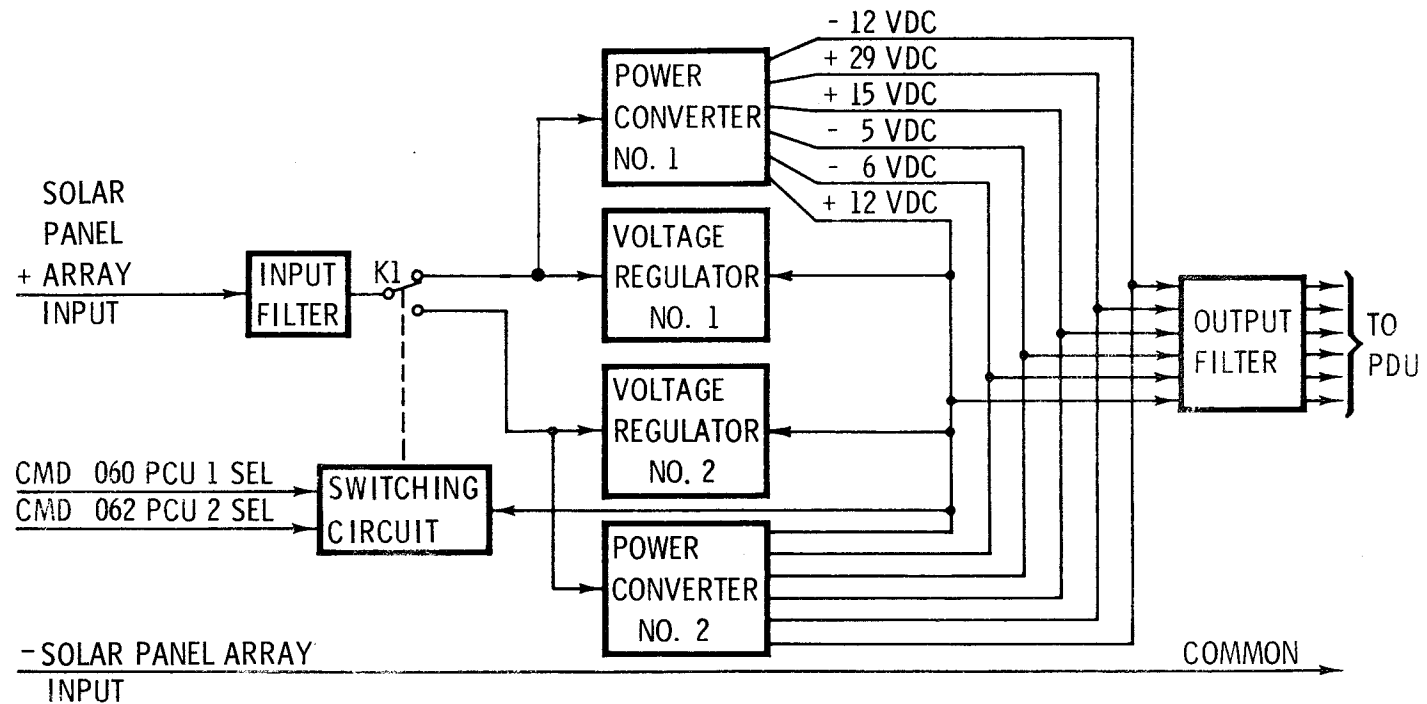 SOLAR
PANEL
+ ARRAY
INPUT
INPUT
FILTER
K1
POWER
CONVERTER
NO. 1
- 12 VDC
+ 29 VDC
+ 15 VDC
- 5 VDC
- 6 VDC
+ 12 VDC
VOLTAGE
REGULATOR
NO. 1
VOLTAGE
REGULATOR
NO. 2
CMD 060 PCU 1 SEL
CMD 062 PCU 2 SEL
SWITCHING
CIRCUIT
POWER
CONVERTER
NO. 2
OUTPUT
FILTER
TO
PDU
- SOLAR PANEL ARRAY
INPUT
COMMON